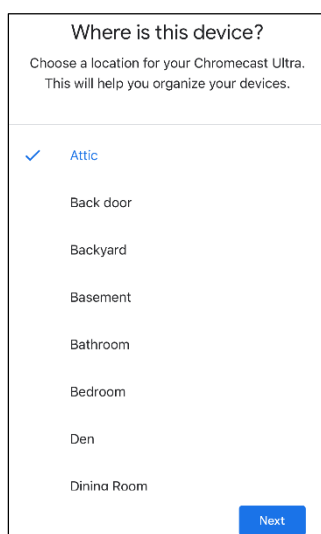 Where is this device?
Choose a location for your Chromecast Ultra.
This will help you organize your devices.
Attic
Back door
Backyard
Basement
Bathroom
Bedroom
Den
Dining Room
Next